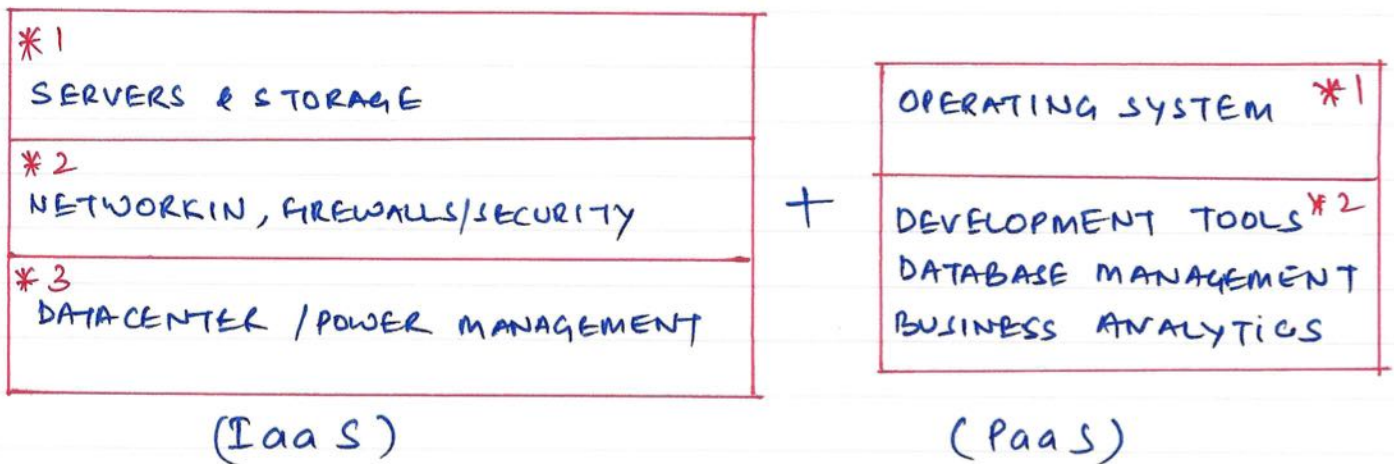 *1
SERVERS & STORAGE
*2
NETWORKIN, FIREWALLS/SECURITY
*3
DATACENTER / POWER MANAGEMENT
(IaaS)
+
OPERATING SYSTEM *1
DEVELOPMENT TOOLS *2
DATABASE MANAGEMENT
BUSINESS ANALYTICS
(PaaS)